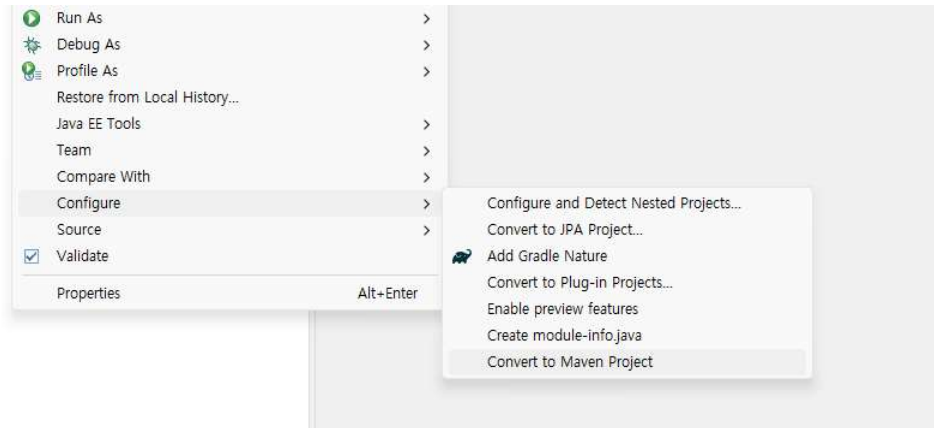 Run As
Debug As
Profile As
Restore from Local History...
Java EE Tools
Team
Compare With
Configure
Source
Validate
Properties Alt+Enter
Configure and Detect Nested Projects...
Convert to JPA Project...
Add Gradle Nature
Convert to Plug-in Projects...
Enable preview features
Create module-info.java
Convert to Maven Project